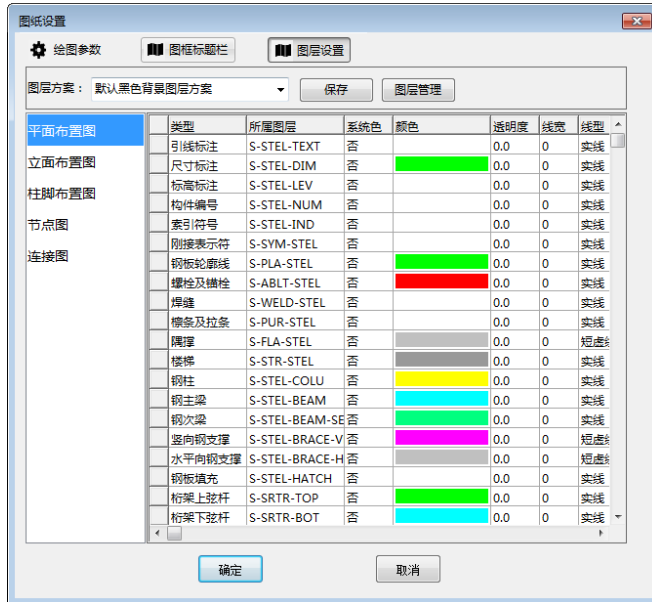 图纸设置
绘图参数 图框标题栏 图层设置
图层方案： 默认黑色背景图层方案 保存 图层管理
平面布置图
立面布置图
柱脚布置图
节点图
连接图
类型 所属图层 系统色 颜色 透明度 线宽 线型
引线标注 S-STEL-TEXT 否 0.0 0 实线
尺寸标注 S-STEL-DIM 否 0.0 0 实线
标高标注 S-STEL-LEV 否 0.0 0 实线
构件编号 S-STEL-NUM 否 0.0 0 实线
索引符号 S-STEL-IND 否 0.0 0 实线
刚接表示符 S-SYM-STEL 否 0.0 0 实线
钢板轮廓线 S-PLA-STEL 否 0.0 0 实线
螺栓及锚栓 S-ABLT-STEL 否 0.0 0 实线
焊缝 S-WELD-STEL 否 0.0 0 实线
檩条及拉条 S-PUR-STEL 否 0.0 0 实线
隅撑 S-FLA-STEL 否 0.0 0 短虚线
楼梯 S-STR-STEL 否 0.0 0 实线
钢柱 S-STEL-COLU 否 0.0 0 实线
钢主梁 S-STEL-BEAM 否 0.0 0 实线
钢次梁 S-STEL-BEAM-SE 否 0.0 0 实线
竖向钢支撑 S-STEL-BRACE-V 否 0.0 0 短虚线
水平向钢支撑 S-STEL-BRACE-H 否 0.0 0 短虚线
钢板填充 S-STEL-HATCH 否 0.0 0 实线
桁架上弦杆 S-SRTR-TOP 否 0.0 0 实线
桁架下弦杆 S-SRTR-BOT 否 0.0 0 实线
确定 取消